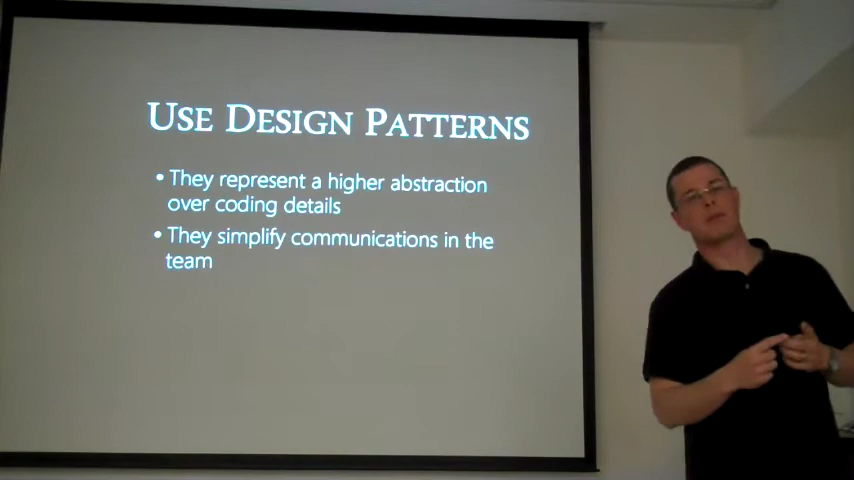 USE DESIGN PATTERNS
• They represent a higher abstraction
over coding details
• They simplify communications in the
team